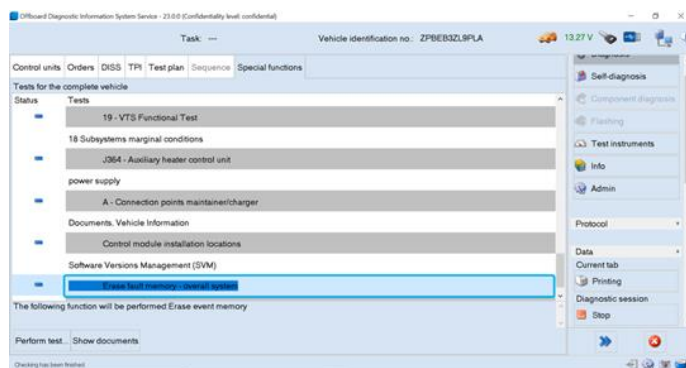 Offboard Diagnostic Information System Service - 23.0.0 (Confidentiality level: confidential)
Task: ---
Vehicle identification no.: ZPBEB3ZL9PLA
13.27 V
Control units Orders DISS TPI Test plan Sequence Special functions
Tests for the complete vehicle
Status Tests
19 - VTS Functional Test
18 Subsystems marginal conditions
J364 - Auxiliary heater control unit
power supply
A - Connection points maintainer/charger
Documents, Vehicle Information
Control module installation locations
Software Versions Management (SVM)
Erase fault memory - overall system
The following function will be performed:Erase event memory
Perform test... Show documents
Checking has been finished.
Self-diagnosis
Component diagnosis
Flashing
Test instruments
Info
Admin
Protocol
Data
Current tab
Printing
Diagnostic session
Stop